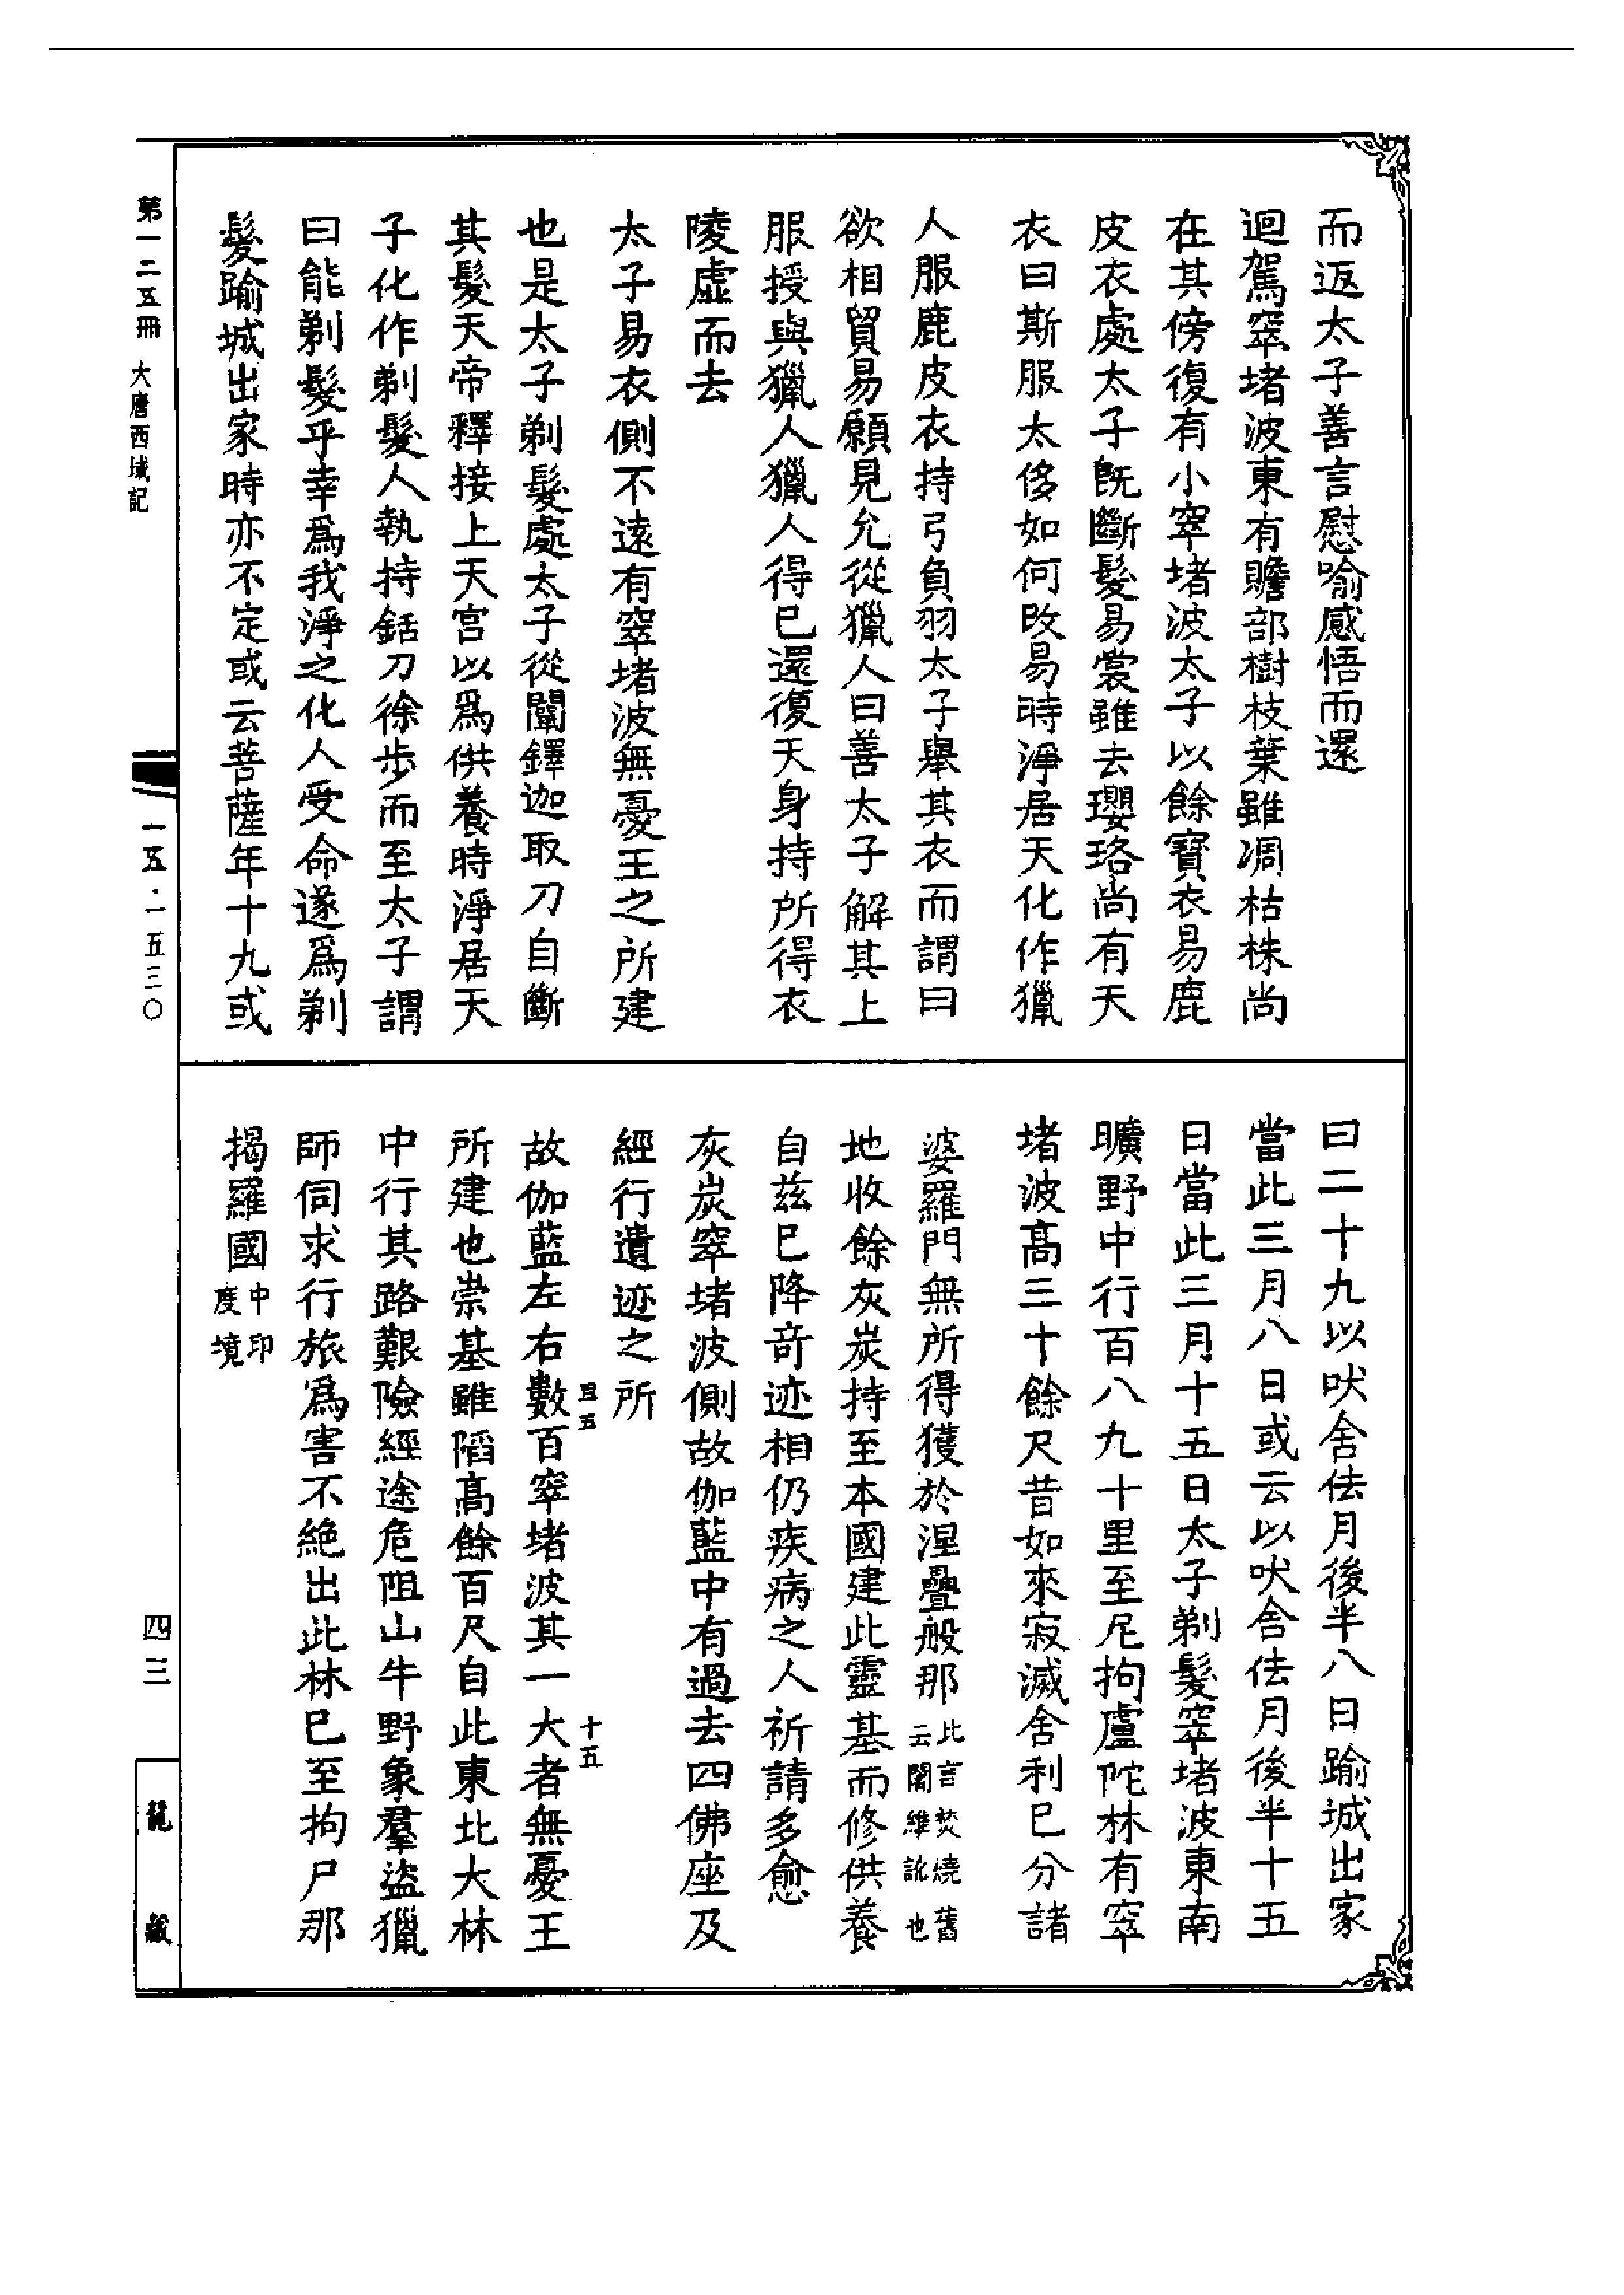 而返太子善言慰喻感悟而還
迴駕窣堵波東有贍部樹枝葉雖凋枯株尚
在其傍復有小窣堵波太子以餘寶衣易鹿
皮衣處太子旣斷髮易裳雖去瓔珞尚有天
衣曰斯服太侈如何改易時淨居天化作獵
人服鹿皮衣持弓負羽太子舉其衣而謂曰
欲相貿易願見允從獵人曰善太子解其上
服授與獵人獵人得已還復天身持所得衣
陵虛而去
太子易衣側不遠有窣堵波無憂王之所建
也是太子剃髮處太子從闡鐸迦取刀自斷
其髮天帝釋接上天宮以爲供養時淨居天
子化作剃髮人執持銛刀徐步而至太子謂
曰能剃髮乎幸爲我淨之化人受命遂爲剃
髮踰城出家時亦不定或云菩薩年十九或
曰二十九以吠舍佉月後半八日踰城出家
當此三月八日或云以吠舍佉月後半十五
日當此三月十五日太子剃髮窣堵波東南
曠野中行百八九十里至尼拘盧陀林有窣
堵波高三十餘尺昔如來寂滅舍利已分諸
婆羅門無所得獲於涅疊般那此言焚燒舊云闍維訛也
地收餘灰炭持至本國建此靈基而修供養
自茲已降奇迹相仍疾病之人祈請多愈
灰炭窣堵波側故伽藍中有過去四佛座及
經行遺迹之所
十五
故伽藍左右數百窣堵波其一大者無憂王
所建也崇基雖陷高餘百尺自此東北大林
中行其路艱險經途危阻山牛野象羣盜獵
師伺求行旅爲害不絕出此林已至拘尸那
揭羅國中印度境
第一二五冊 大唐西域記
一五·一五三〇
四三
龍藏